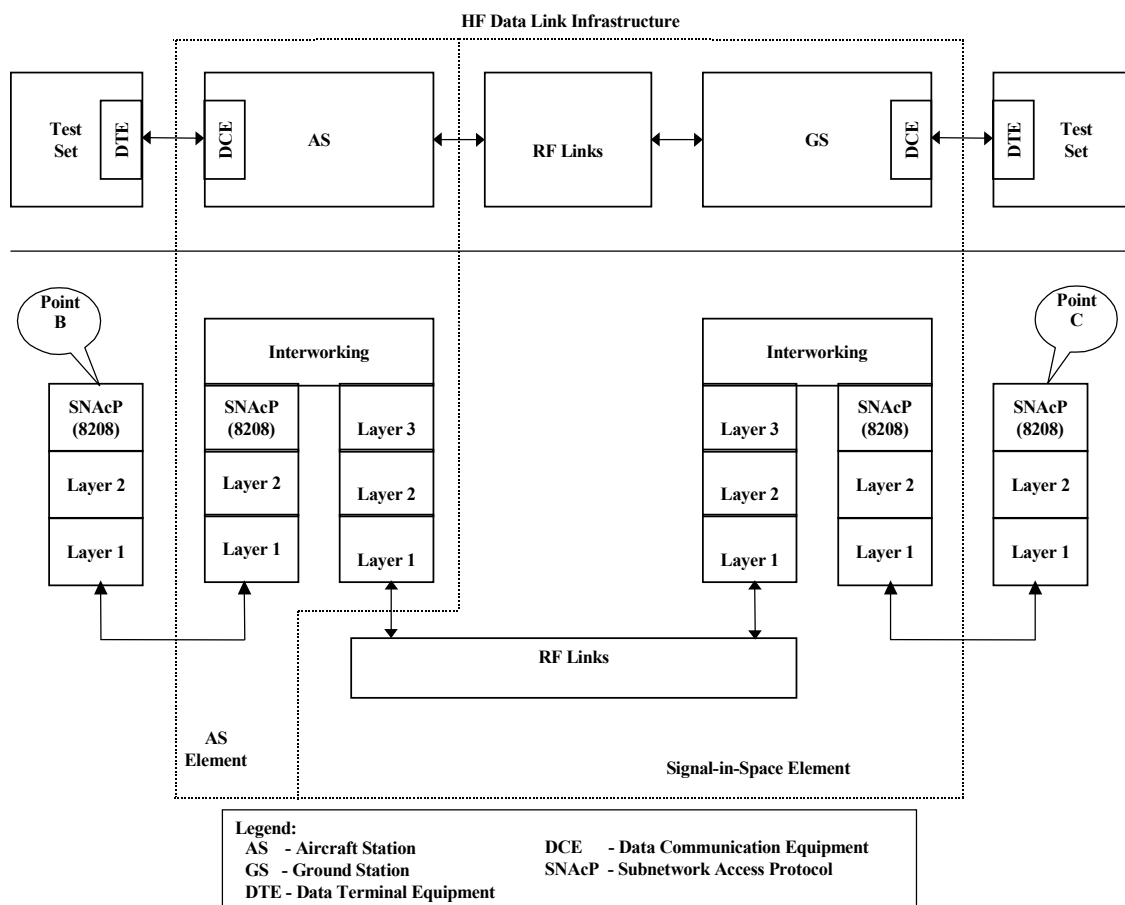 HF Data Link Infrastructure
Test
Set
DTE
DCE
AS
RF Links
GS
DCE
DTE
Test
Set
Point
B
Point
C
Interworking
Interworking
SNAcP
(8208)
Layer 2
Layer 1
SNAcP
(8208)
Layer 2
Layer 1
Layer 3
Layer 2
Layer 1
Layer 3
Layer 2
Layer 1
SNAcP
(8208)
Layer 2
Layer 1
SNAcP
(8208)
Layer 2
Layer 1
RF Links
AS
Element
Signal-in-Space Element
Legend:
AS - Aircraft Station
GS - Ground Station
DTE - Data Terminal Equipment
DCE - Data Communication Equipment
SNAcP - Subnetwork Access Protocol